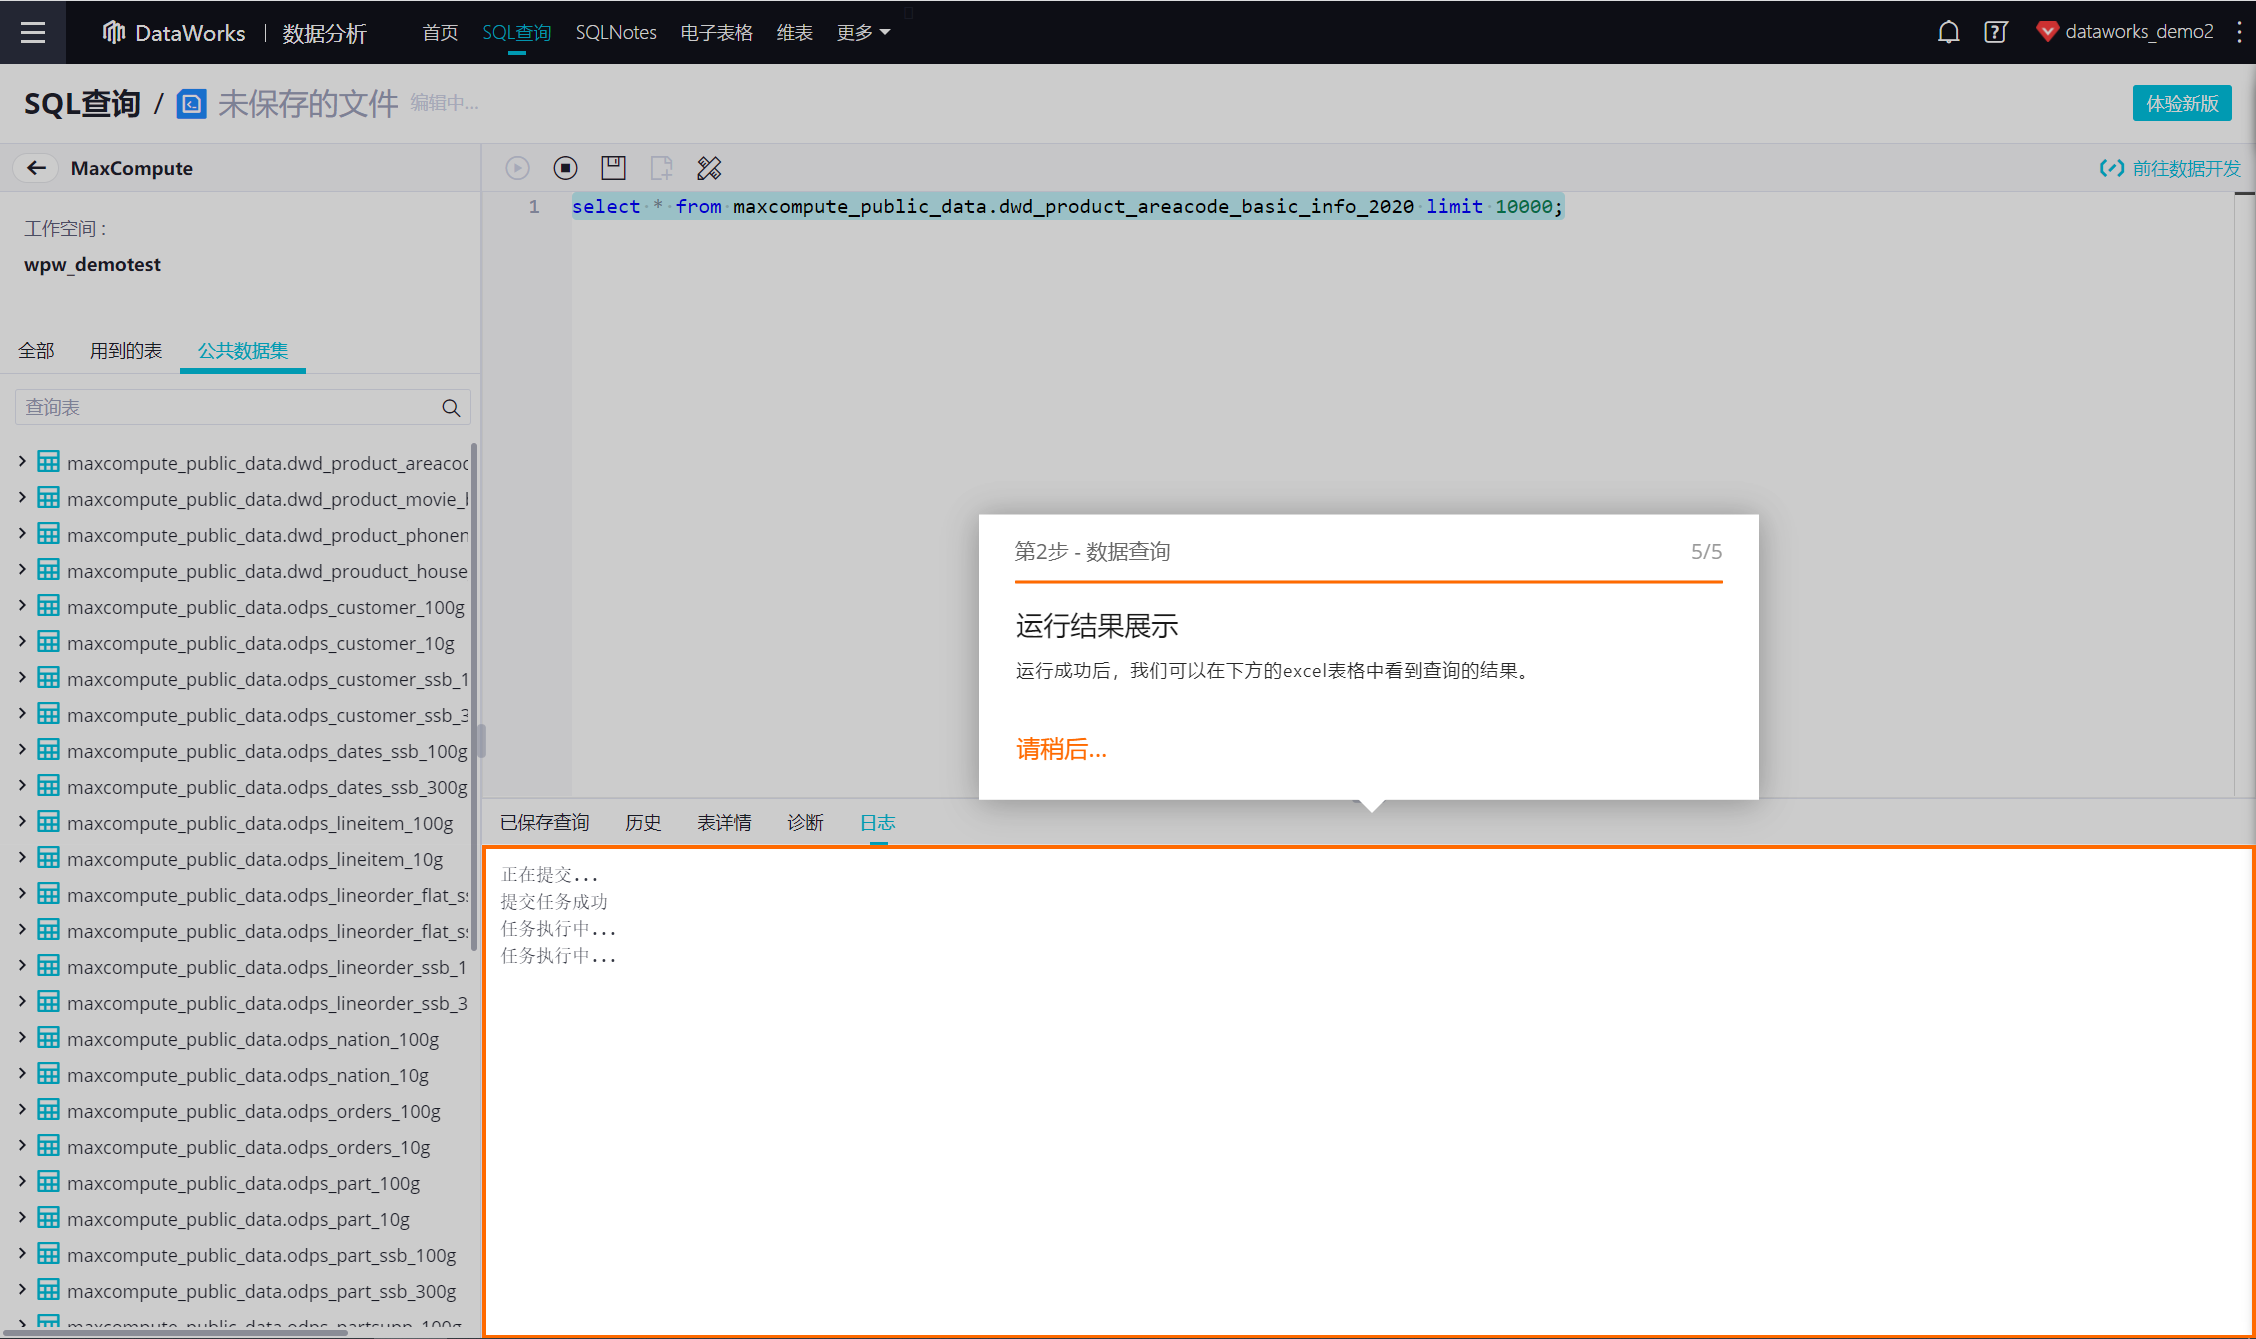 DataWorks | 数据分析 首页 SQL查询 SQLNotes 电子表格 维表 更多 dataworks_demo2
SQL查询 / 未保存的文件 编辑中... 体验新版
MaxCompute
前往数据开发
工作空间 :
wpw_demotest
全部 用到的表 公共数据集
查询表
maxcompute_public_data.dwd_product_areacod
maxcompute_public_data.dwd_product_movie_b
maxcompute_public_data.dwd_product_phonen
maxcompute_public_data.dwd_prouduct_house
maxcompute_public_data.odps_customer_100g
maxcompute_public_data.odps_customer_10g
maxcompute_public_data.odps_customer_ssb_1
maxcompute_public_data.odps_customer_ssb_3
maxcompute_public_data.odps_dates_ssb_100g
maxcompute_public_data.odps_dates_ssb_300g
maxcompute_public_data.odps_lineitem_100g
maxcompute_public_data.odps_lineitem_10g
maxcompute_public_data.odps_lineorder_flat_ss
maxcompute_public_data.odps_lineorder_flat_ss
maxcompute_public_data.odps_lineorder_ssb_1
maxcompute_public_data.odps_lineorder_ssb_3
maxcompute_public_data.odps_nation_100g
maxcompute_public_data.odps_nation_10g
maxcompute_public_data.odps_orders_100g
maxcompute_public_data.odps_orders_10g
maxcompute_public_data.odps_part_100g
maxcompute_public_data.odps_part_10g
maxcompute_public_data.odps_part_ssb_100g
maxcompute_public_data.odps_part_ssb_300g
maxcompute_public_data.odps_partsupp_100g
1 select * from maxcompute_public_data.dwd_product_areacode_basic_info_2020 limit 10000;
第2步 - 数据查询 5/5
运行结果展示
运行成功后，我们可以在下方的excel表格中看到查询的结果。
请稍后...
已保存查询 历史 表详情 诊断 日志
正在提交...
提交任务成功
任务执行中...
任务执行中...